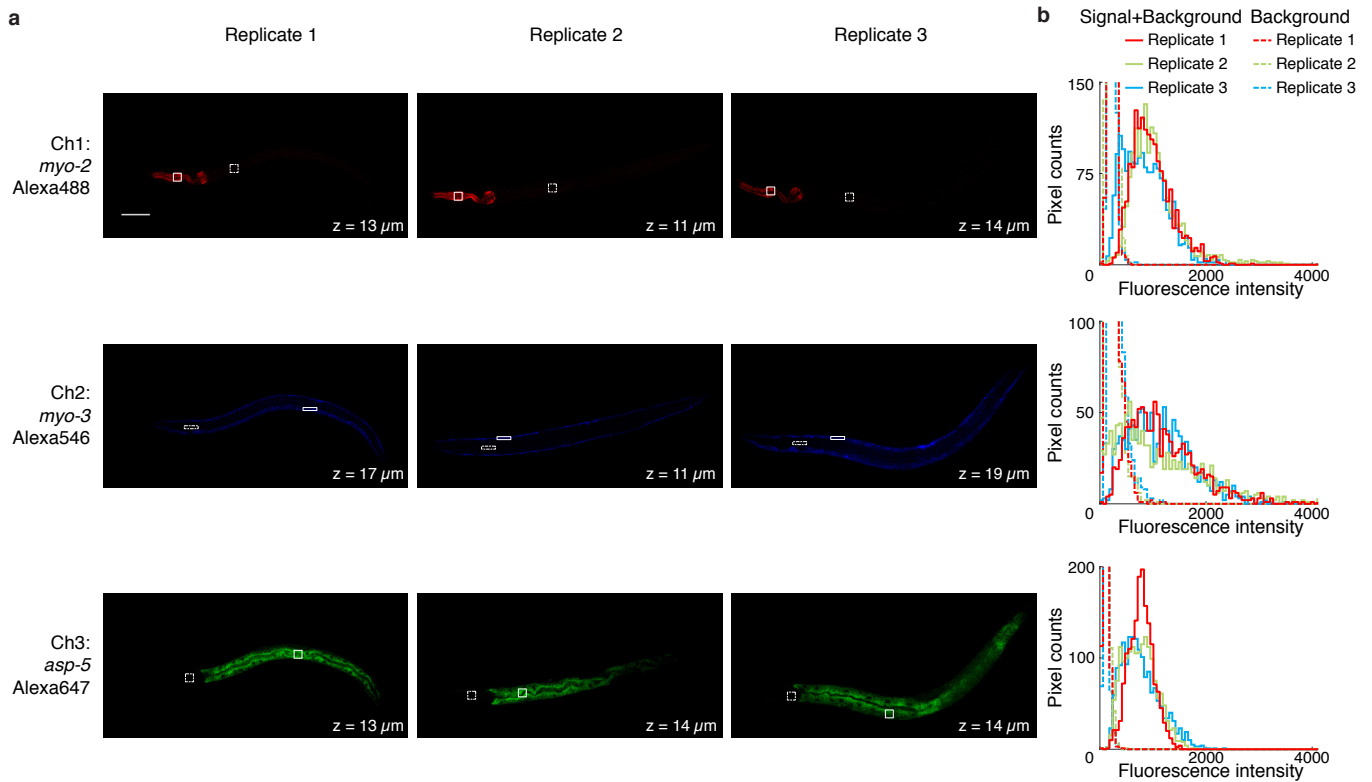 a
Replicate 1
Replicate 2
Replicate 3
Ch1:
myo-2
Alexa488
z = 13 µm
z = 11 µm
z = 14 µm
Ch2:
myo-3
Alexa546
z = 17 µm
z = 11 µm
z = 19 µm
Ch3:
asp-5
Alexa647
z = 13 µm
z = 14 µm
z = 14 µm
b
Signal+Background
Background
Replicate 1
Replicate 1
Replicate 2
Replicate 2
Replicate 3
Replicate 3
150
75
0
0
2000
4000
Pixel counts
Fluorescence intensity
100
50
0
0
2000
4000
Pixel counts
Fluorescence intensity
200
100
0
0
2000
4000
Pixel counts
Fluorescence intensity